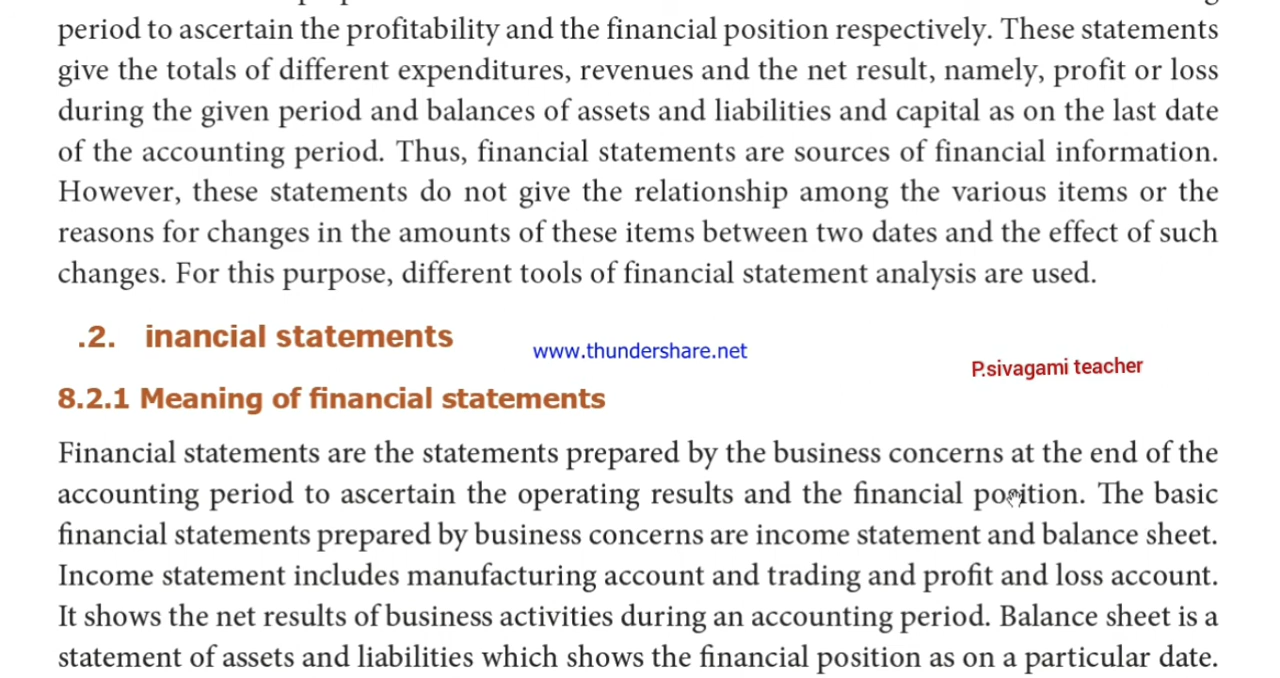 period to ascertain the profitability and the financial position respectively. These statements
give the totals of different expenditures, revenues and the net result, namely, profit or loss
during the given period and balances of assets and liabilities and capital as on the last date
of the accounting period. Thus, financial statements are sources of financial information.
However, these statements do not give the relationship among the various items or the
reasons for changes in the amounts of these items between two dates and the effect of such
changes. For this purpose, different tools of financial statement analysis are used.
.2. inancial statements
www.thundershare.net
P.sivagami teacher
8.2.1 Meaning of financial statements
Financial statements are the statements prepared by the business concerns at the end of the
accounting period to ascertain the operating results and the financial position. The basic
financial statements prepared by business concerns are income statement and balance sheet.
Income statement includes manufacturing account and trading and profit and loss account.
It shows the net results of business activities during an accounting period. Balance sheet is a
statement of assets and liabilities which shows the financial position as on a particular date.